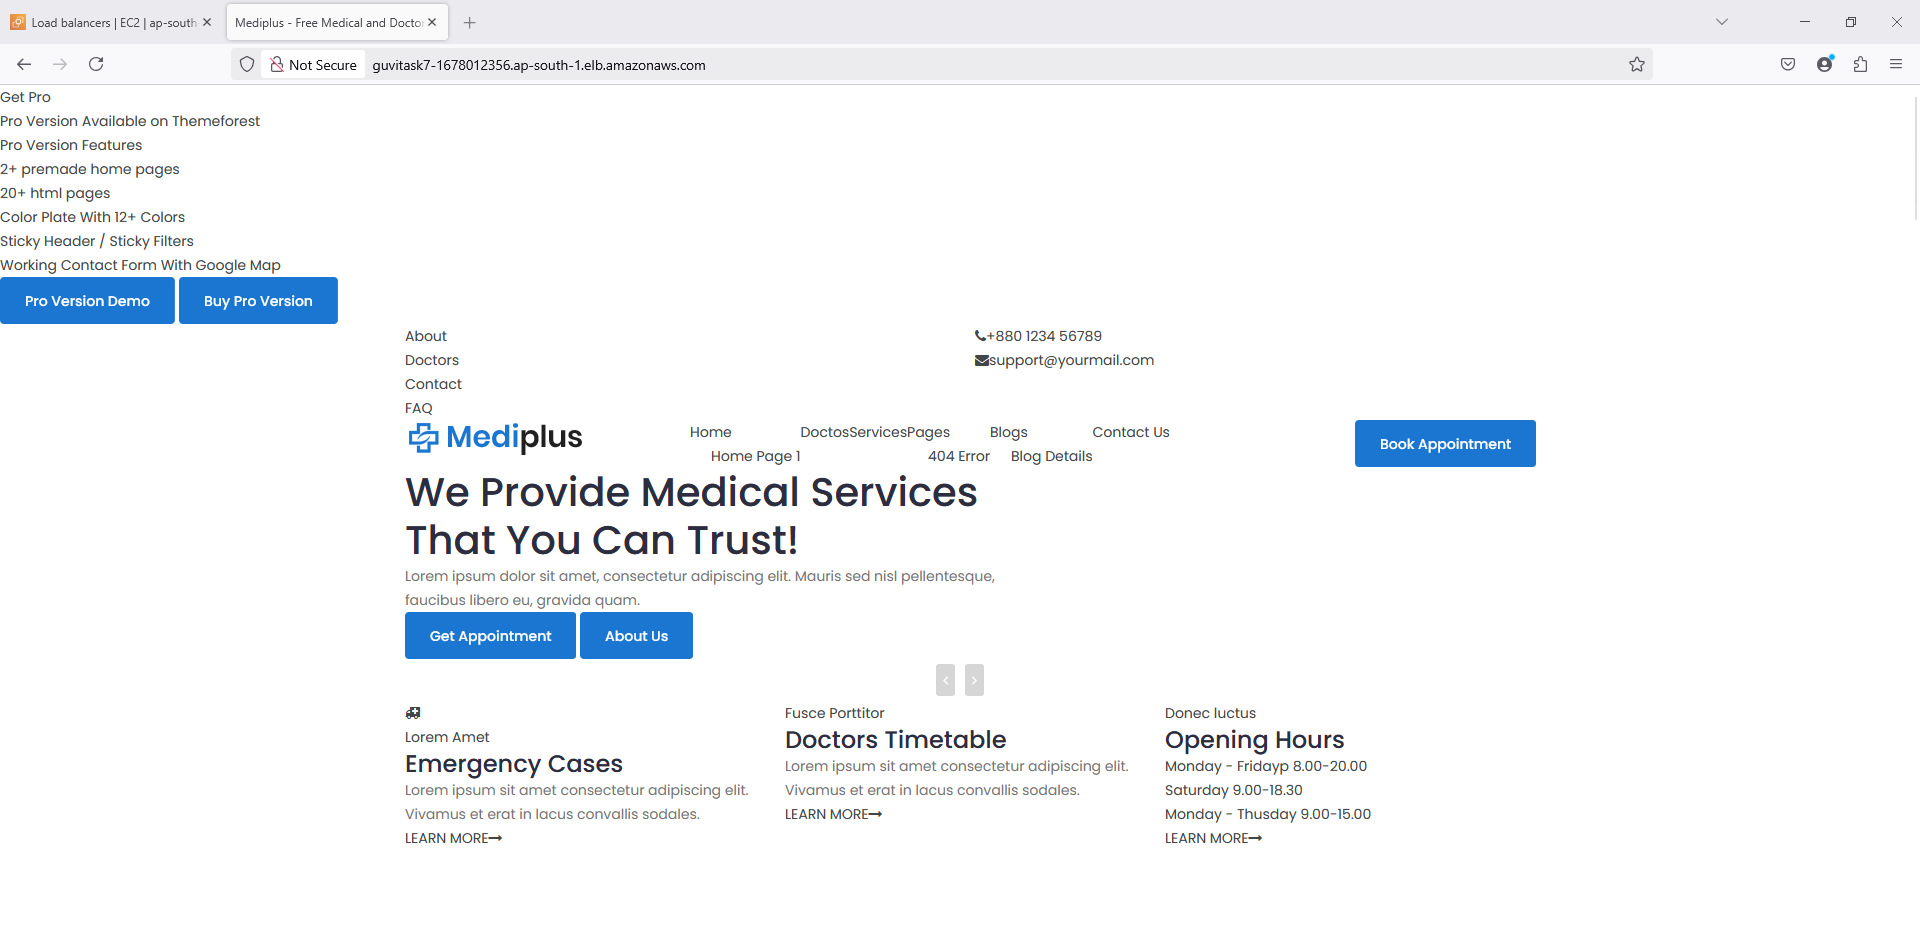 Load balancers | EC2 | ap-south
Mediplus - Free Medical and Docto
Not Secure
guvitask7-1678012356.ap-south-1.elb.amazonaws.com
Get Pro
Pro Version Available on Themeforest
Pro Version Features
2+ premade home pages
20+ html pages
Color Plate With 12+ Colors
Sticky Header / Sticky Filters
Working Contact Form With Google Map
Pro Version Demo
Buy Pro Version
About
Doctors
Contact
FAQ
+880 1234 56789
support@yourmail.com
Mediplus
Home
Home Page 1
Doctos
Services
Pages
404 Error
Blogs
Blog Details
Contact Us
Book Appointment
We Provide Medical Services
That You Can Trust!
Lorem ipsum dolor sit amet, consectetur adipiscing elit. Mauris sed nisl pellentesque,
faucibus libero eu, gravida quam.
Get Appointment
About Us
Lorem Amet
Emergency Cases
Lorem ipsum sit amet consectetur adipiscing elit.
Vivamus et erat in lacus convallis sodales.
LEARN MORE
Fusce Porttitor
Doctors Timetable
Lorem ipsum sit amet consectetur adipiscing elit.
Vivamus et erat in lacus convallis sodales.
LEARN MORE
Donec luctus
Opening Hours
Monday - Fridayp 8.00-20.00
Saturday 9.00-18.30
Monday - Thusday 9.00-15.00
LEARN MORE